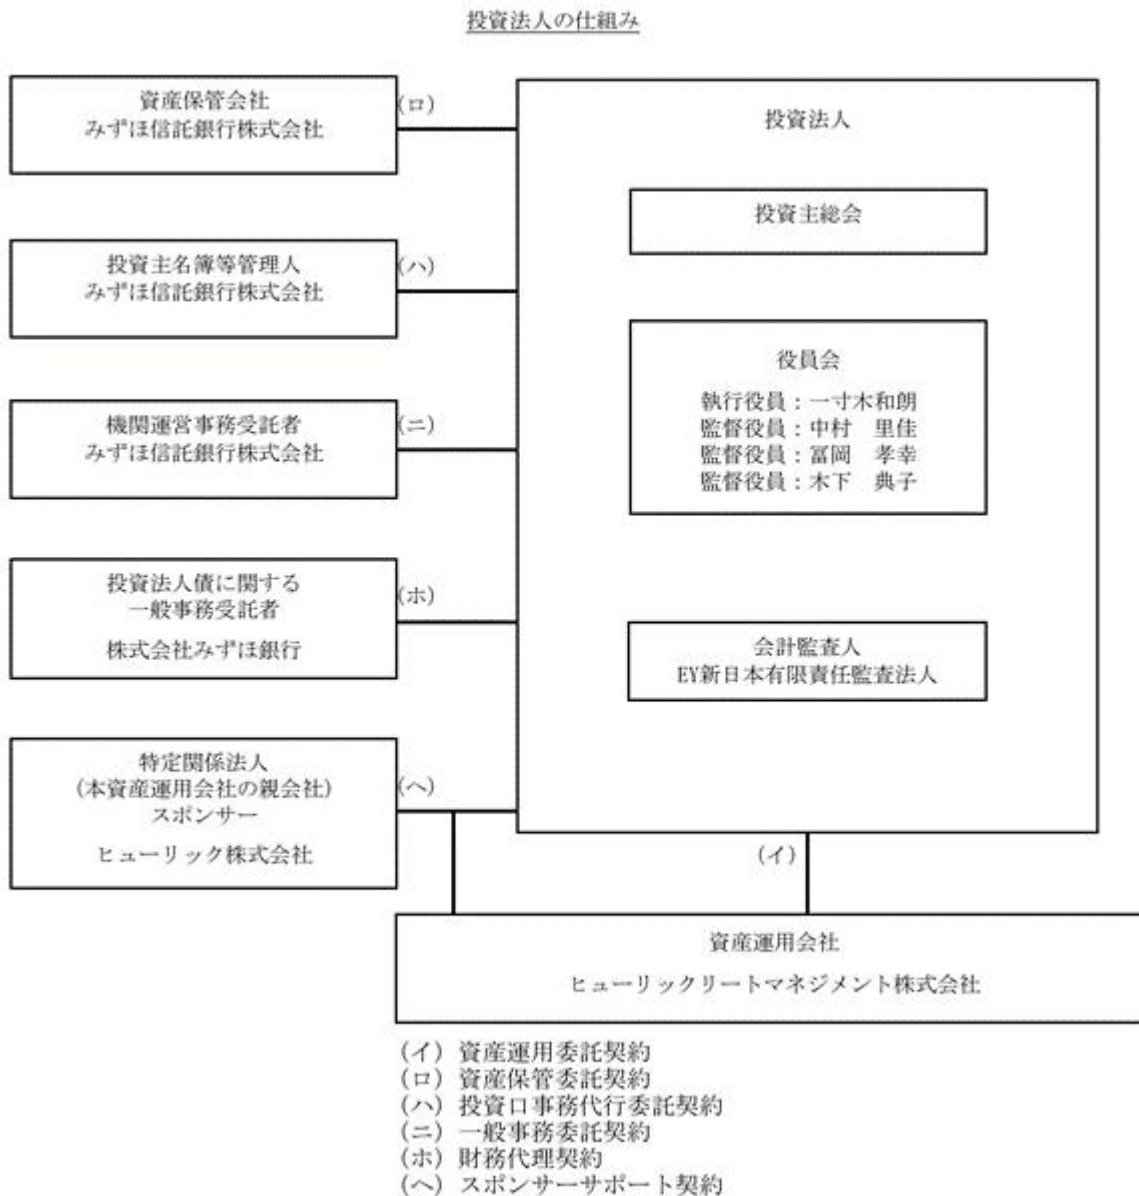 投資法人の仕組み
資産保管会社
みずほ信託銀行株式会社
(ロ)
投資主名簿等管理人
みずほ信託銀行株式会社
(ハ)
機関運営事務受託者
みずほ信託銀行株式会社
(ニ)
投資法人債に関する
一般事務受託者
株式会社みずほ銀行
(ホ)
特定関係法人
(本資産運用会社の親会社)
スポンサー
ヒューリック株式会社
(ヘ)
投資法人
投資主総会
役員会
執行役員：一寸木和朗
監督役員：中村　里佳
監督役員：冨岡　孝幸
監督役員：木下　典子
会計監査人
EY新日本有限責任監査法人
(イ)
資産運用会社
ヒューリックリートマネジメント株式会社
(イ) 資産運用委託契約
(ロ) 資産保管委託契約
(ハ) 投資口事務代行委託契約
(ニ) 一般事務委託契約
(ホ) 財務代理契約
(ヘ) スポンサーサポート契約